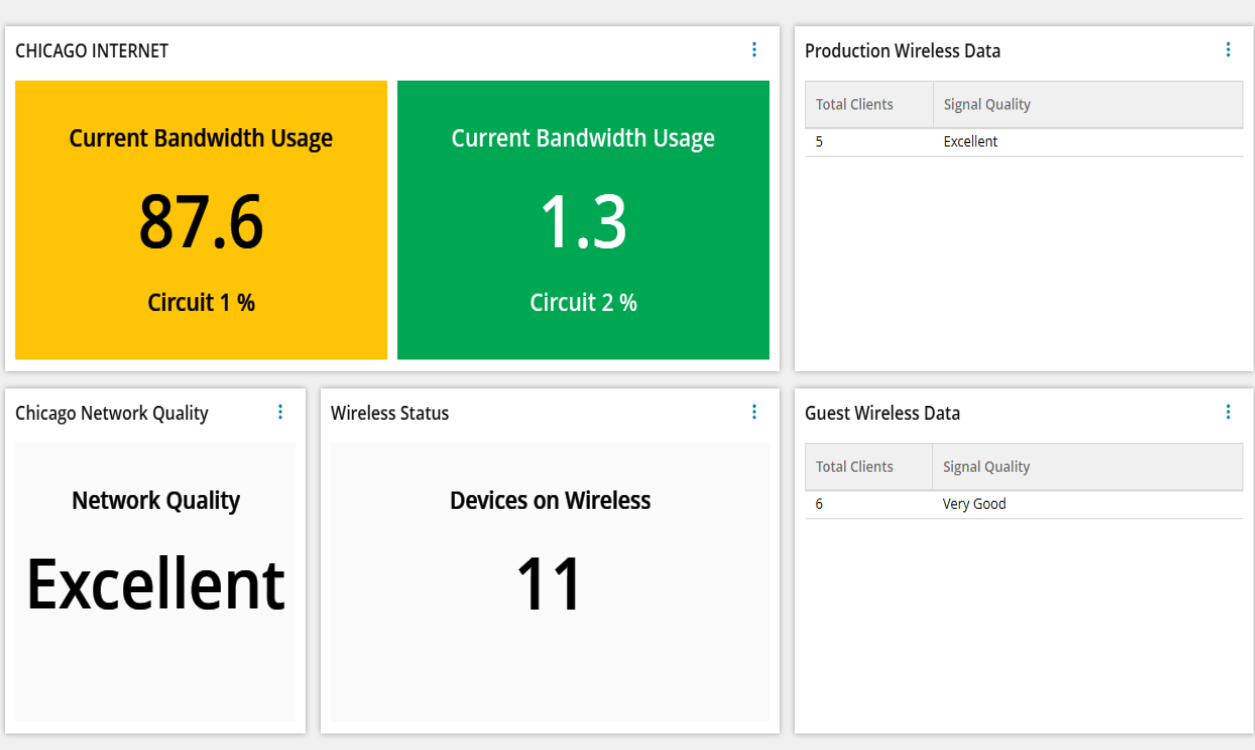 CHICAGO INTERNET
Current Bandwidth Usage
87.6
Circuit 1 %
Current Bandwidth Usage
1.3
Circuit 2 %
Production Wireless Data
Total Clients Signal Quality
5 Excellent
Chicago Network Quality
Network Quality
Excellent
Wireless Status
Devices on Wireless
11
Guest Wireless Data
Total Clients Signal Quality
6 Very Good